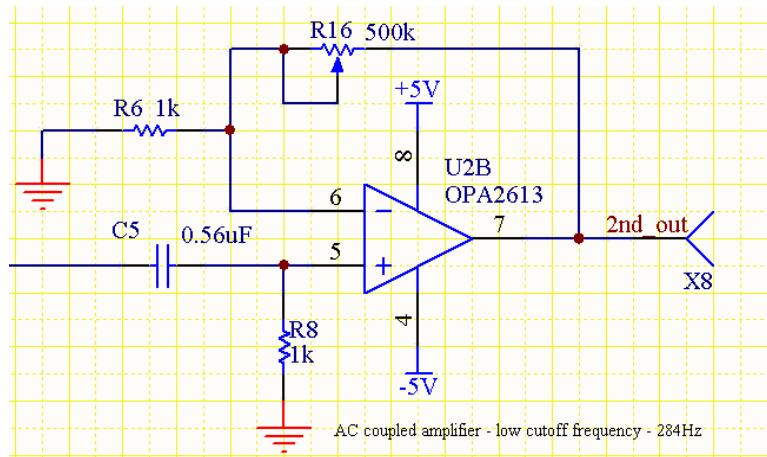 R16 500k
+5V
R6 1k
8
U2B
OPA2613
6
7
2nd_out
C5
0.56uF
5
X8
R8
1k
4
-5V
AC coupled amplifier - low cutoff frequency - 284Hz